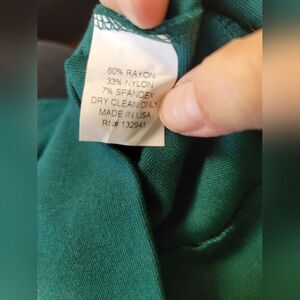 60% RAYON
33% NYLON
7% SPANDEX
DRY CLEAN ONLY
MADE IN USA
RN# 132941